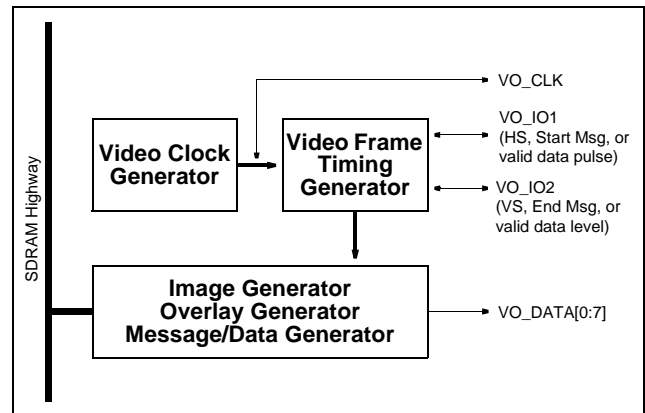 VO_CLK
VO_IO1
(HS, Start Msg, or
valid data pulse)
Video Clock
Generator
Video Frame
Timing
Generator
VO_IO2
(VS, End Msg, or
valid data level)
SDRAM Highway
Image Generator
Overlay Generator
Message/Data Generator
VO_DATA[0:7]